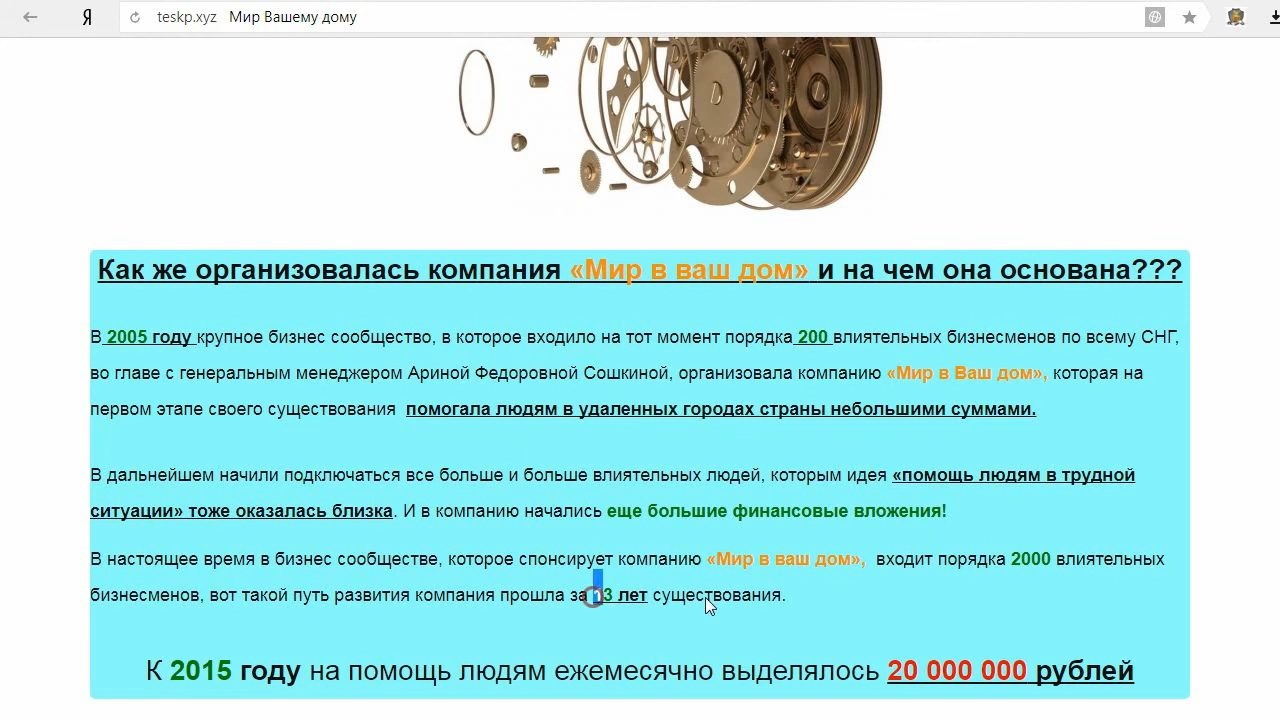 Я teskp.xyz Мир Вашему дому
Как же организовалась компания «Мир в ваш дом» и на чем она основана???
В 2005 году крупное бизнес сообщество, в которое входило на тот момент порядка 200 влиятельных бизнесменов по всему СНГ,
во главе с генеральным менеджером Ариной Федоровной Сошкиной, организовала компанию «Мир в Ваш дом», которая на
первом этапе своего существования помогала людям в удаленных городах страны небольшими суммами.
В дальнейшем начили подключаться все больше и больше влиятельных людей, которым идея «помощь людям в трудной
ситуации» тоже оказалась близка. И в компанию начались еще большие финансовые вложения!
В настоящее время в бизнес сообществе, которое спонсирует компанию «Мир в ваш дом», входит порядка 2000 влиятельных
бизнесменов, вот такой путь развития компания прошла за 13 лет существования.
К 2015 году на помощь людям ежемесячно выделялось 20 000 000 рублей